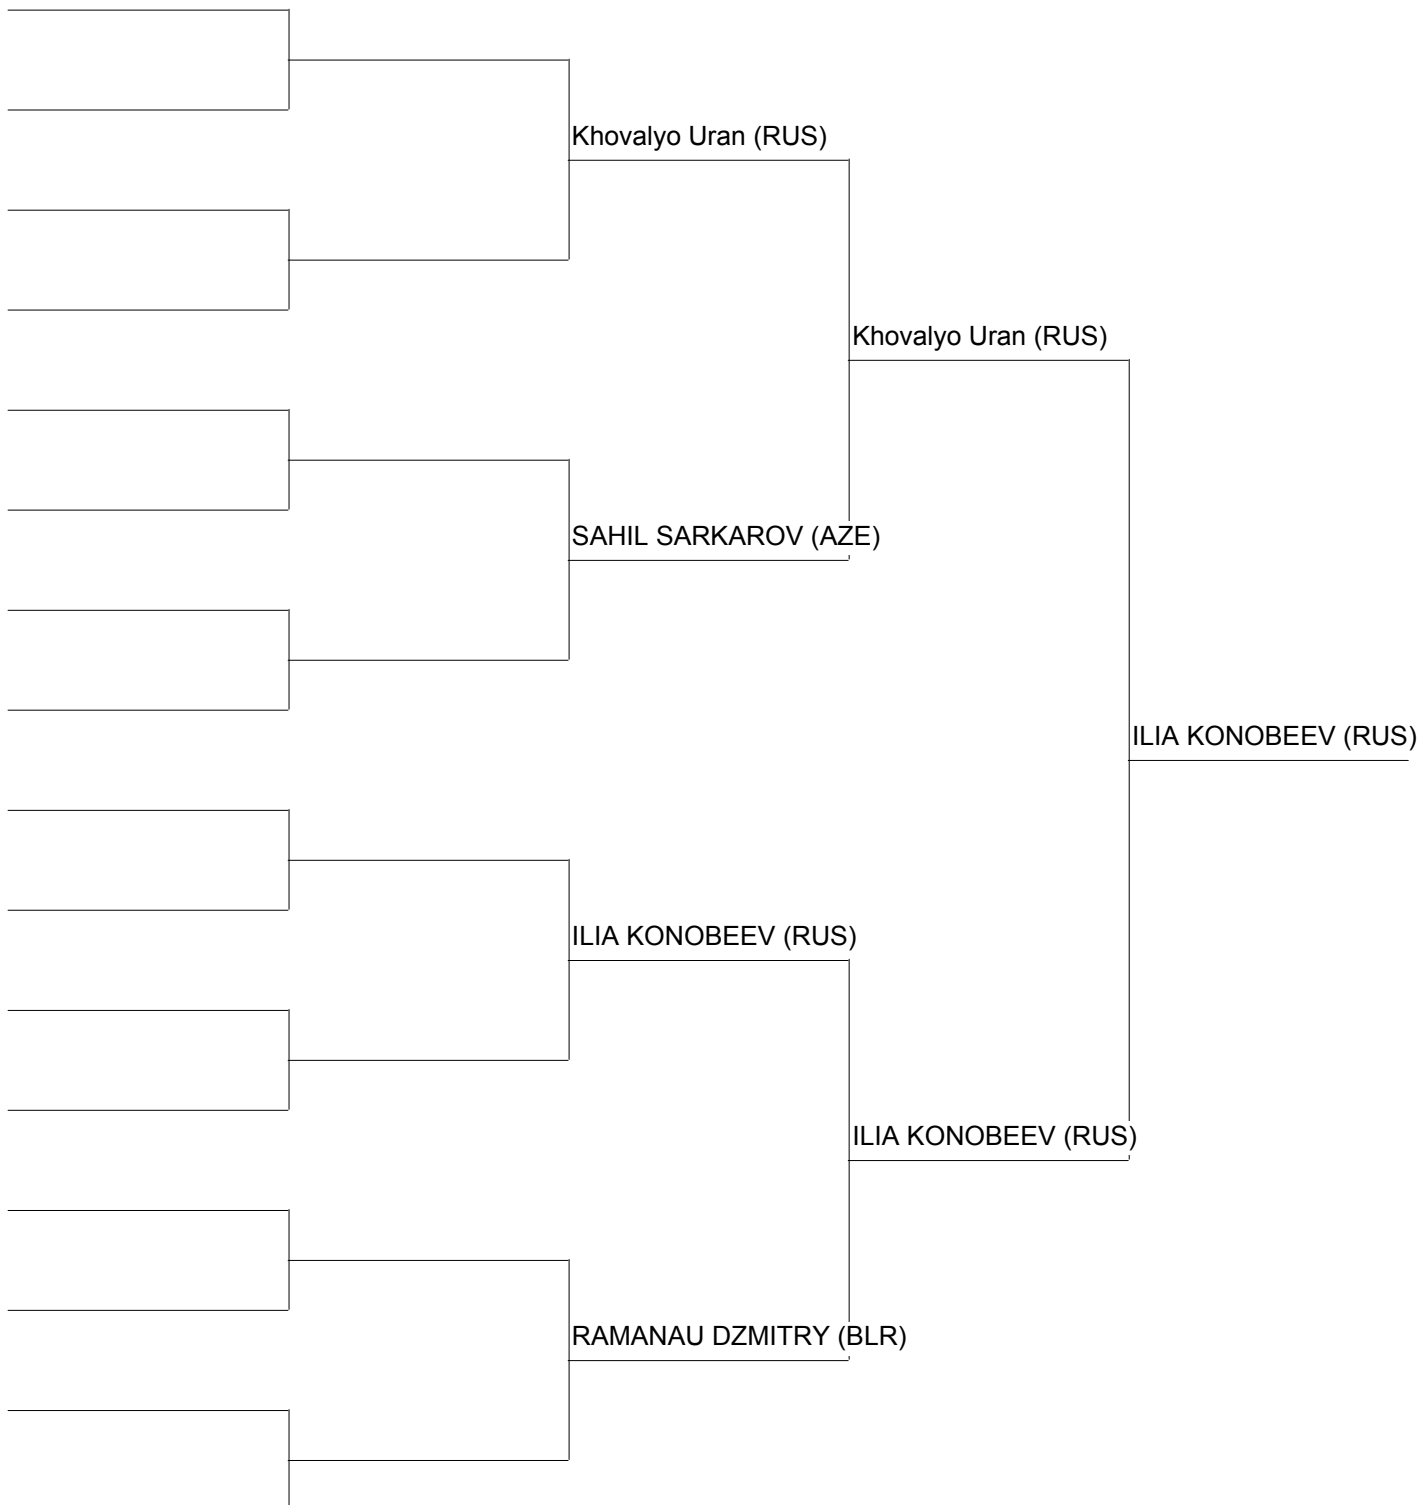 Khovalyo Uran (RUS)
Khovalyo Uran (RUS)
SAHIL SARKAROV (AZE)
ILIA KONOBEEV (RUS)
ILIA KONOBEEV (RUS)
ILIA KONOBEEV (RUS)
RAMANAU DZMITRY (BLR)